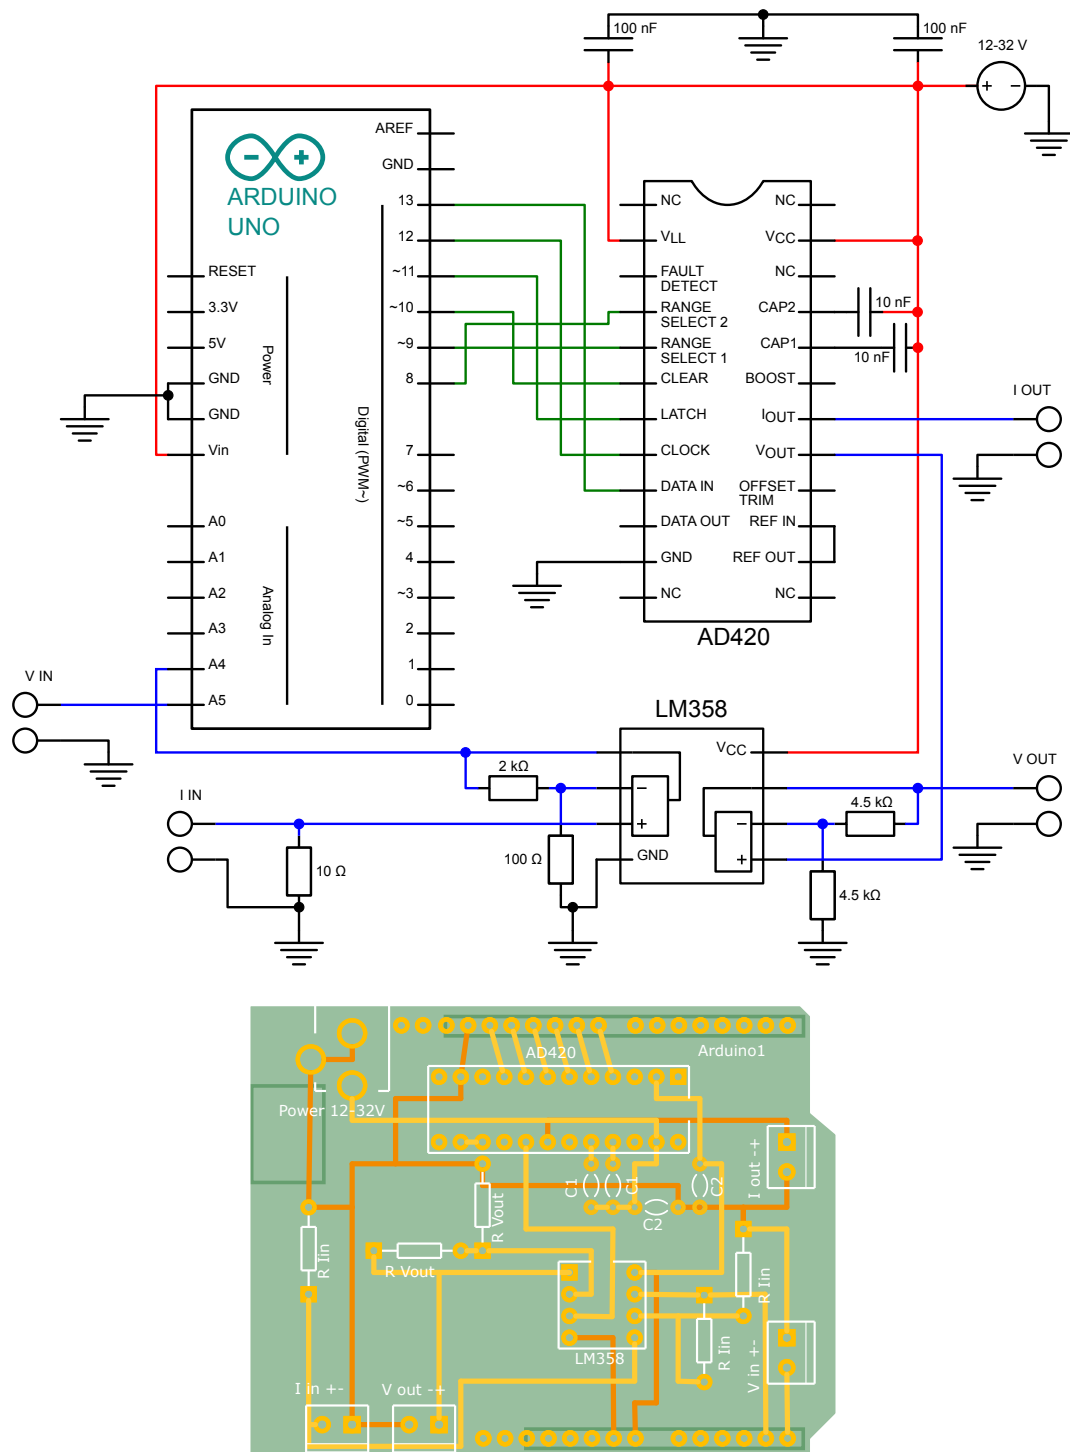 100 nF
100 nF
12-32 V
+
−
ARDUINO
UNO
AREF
GND
13
12
~11
~10
~9
8
7
~6
~5
4
~3
2
1
0
Digital (PWM~)
RESET
3.3V
5V
GND
GND
Vin
Power
A0
A1
A2
A3
A4
A5
Analog In
NC
VLL
FAULT
DETECT
RANGE
SELECT 2
RANGE
SELECT 1
CLEAR
LATCH
CLOCK
DATA IN
DATA OUT
GND
NC
NC
VCC
NC
CAP2
CAP1
BOOST
IOUT
VOUT
OFFSET
TRIM
REF IN
REF OUT
NC
AD420
10 nF
10 nF
I OUT
V IN
I IN
LM358
VCC
−
+
GND
−
+
2 kΩ
100 Ω
10 Ω
4.5 kΩ
4.5 kΩ
V OUT
AD420
Arduino1
Power 12-32V
I out -+
C1
C1
C2
C2
R Vout
R Vout
R Iin
R Iin
R Iin
LM358
V in +-
I in +-
V out -+